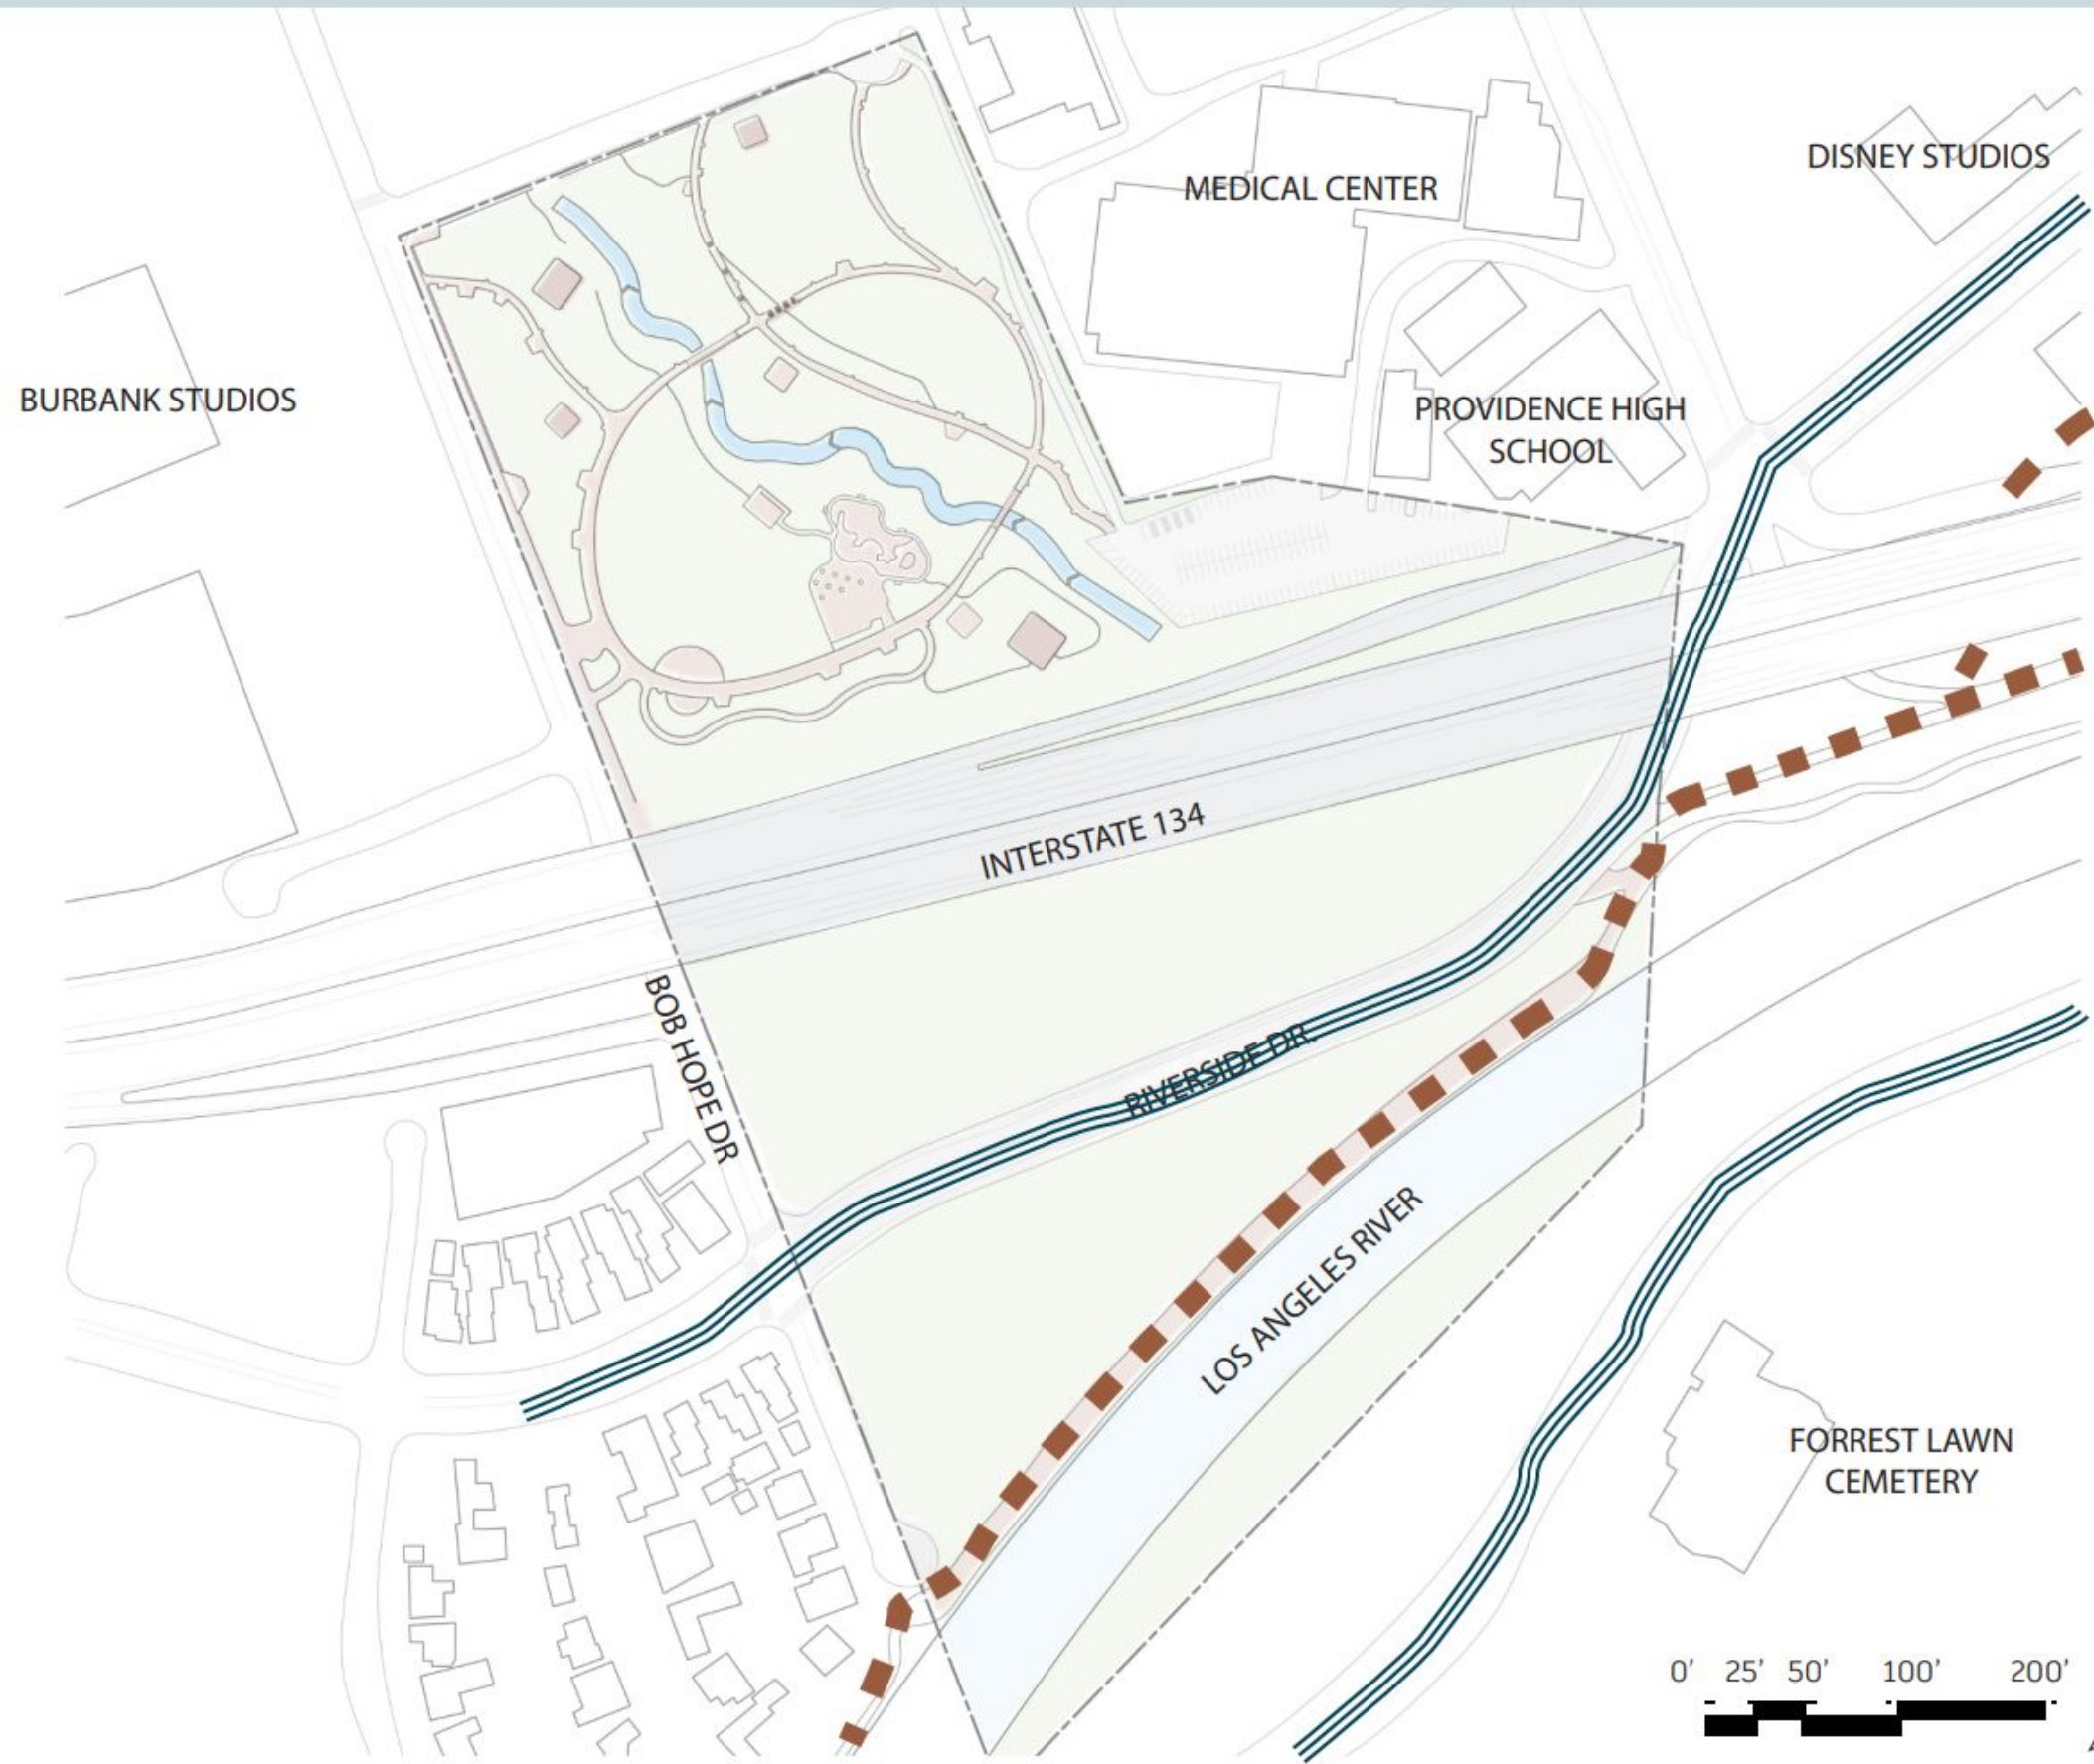 DISNEY STUDIOS
MEDICAL CENTER
BURBANK STUDIOS
PROVIDENCE HIGH
SCHOOL
INTERSTATE 134
BOB HOPE DR
RIVERSIDE DR.
LOS ANGELES RIVER
FORREST LAWN
CEMETERY
0' 25' 50' 100' 200'